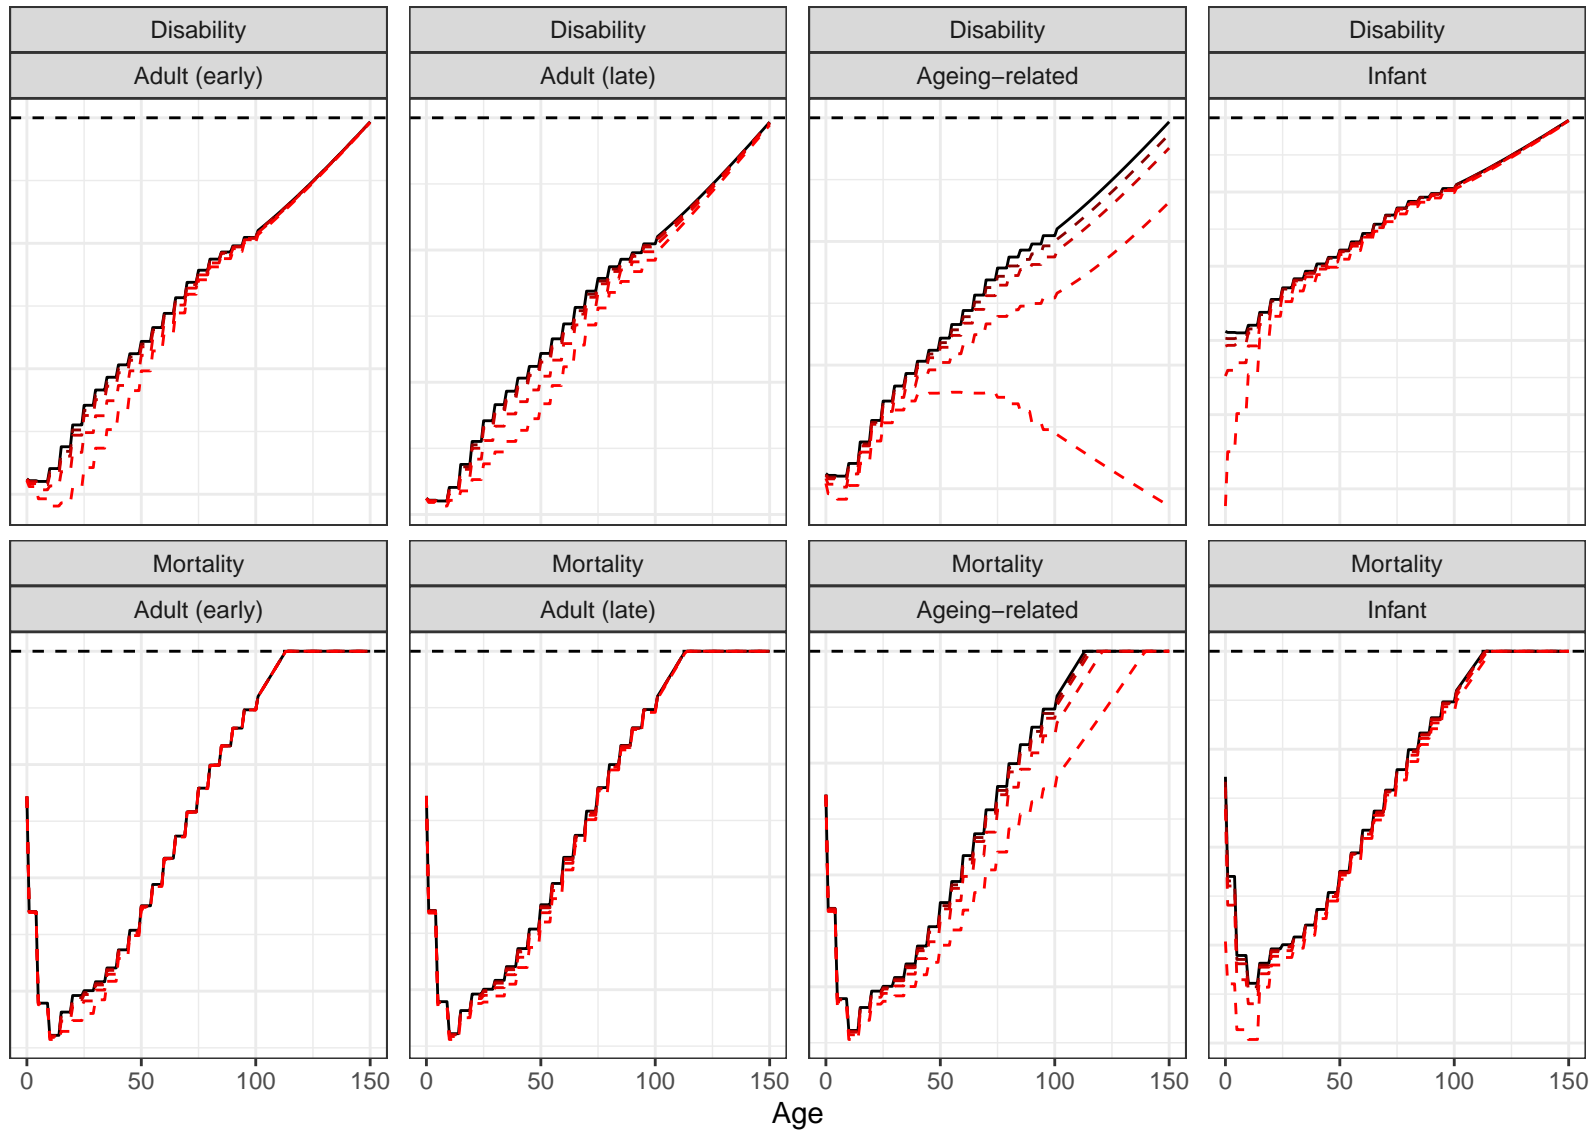 Disability Disability Disability Disability
Adult (early) Adult (late) Ageing−related Infant
Mortality Mortality Mortality Mortality
Adult (early) Adult (late) Ageing−related Infant
0 50 100 150 0 50 100 150 0 50 100 150 0 50 100 150
Age